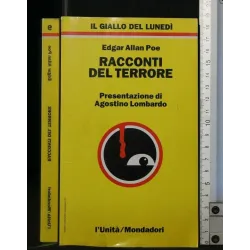 IL GIALLO DEL LUNEDÌ
Edgar Allan Poe
RACCONTI
DEL TERRORE
Presentazione di
Agostino Lombardo
l'Unità/Mondadori